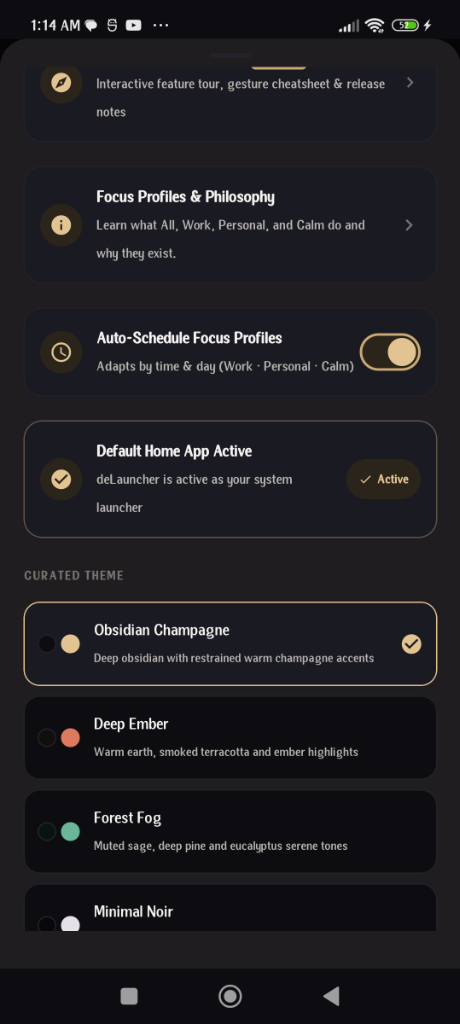 1:14 AM
52
Interactive feature tour, gesture cheatsheet & release
notes
Focus Profiles & Philosophy
Learn what All, Work, Personal, and Calm do and
why they exist.
Auto-Schedule Focus Profiles
Adapts by time & day (Work · Personal · Calm)
Default Home App Active
deLauncher is active as your system
launcher
Active
CURATED THEME
Obsidian Champagne
Deep obsidian with restrained warm champagne accents
Deep Ember
Warm earth, smoked terracotta and ember highlights
Forest Fog
Muted sage, deep pine and eucalyptus serene tones
Minimal Noir